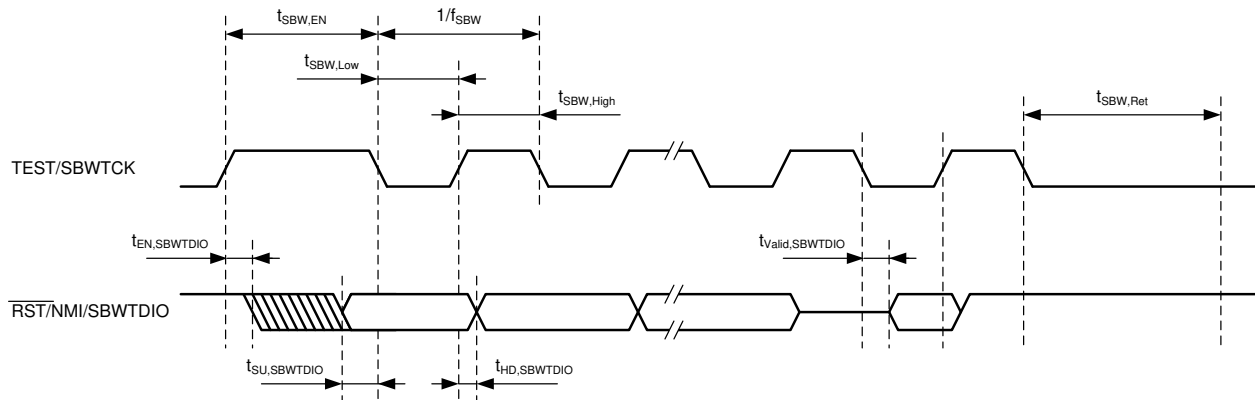 tSBW,EN
1/fSBW
tSBW,Low
tSBW,High
tSBW,Ret
TEST/SBWTCK
tEN,SBWTDIO
tValid,SBWTDIO
RST/NMI/SBWTDIO
tSU,SBWTDIO
tHD,SBWTDIO